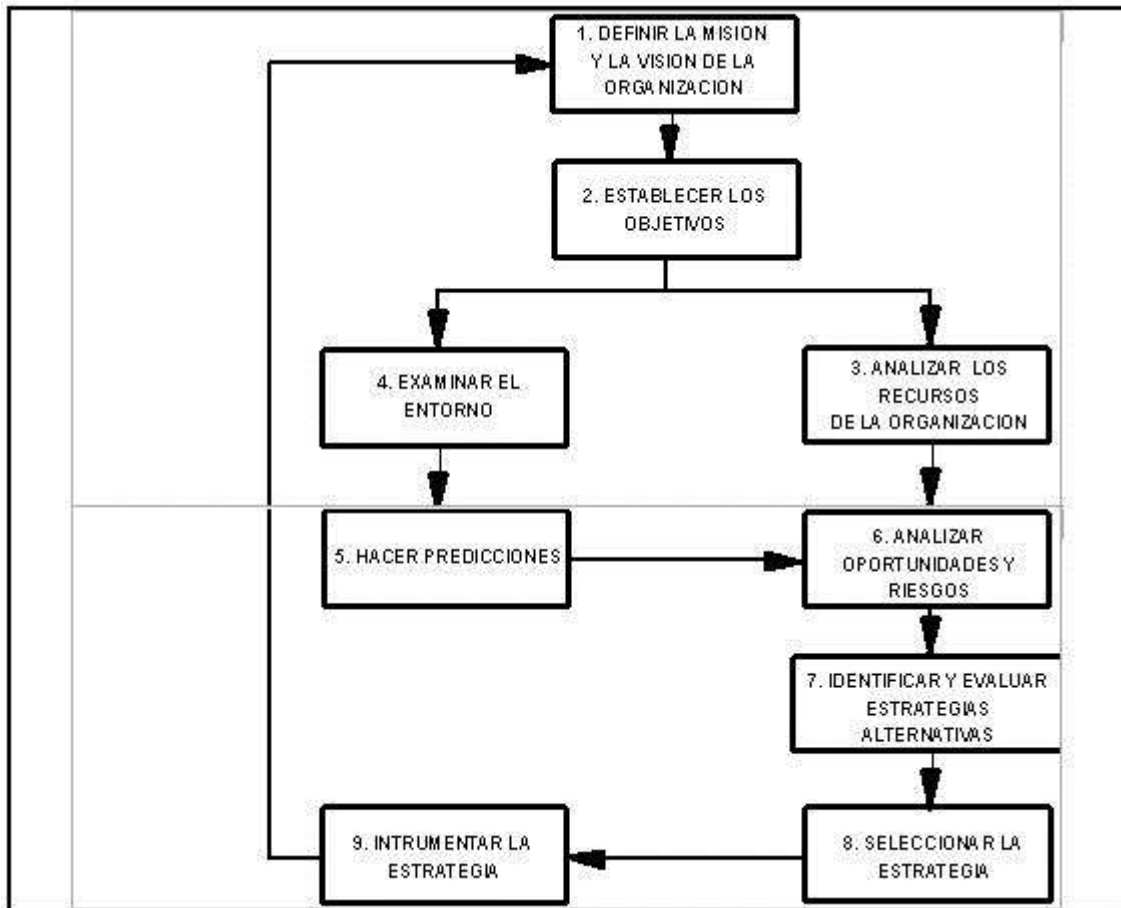 1. DEFINIR LA MISION
Y LA VISION DE LA
ORGANIZACION
2. ESTABLECER LOS
OBJETIVOS
4. EXAMINAR EL
ENTORNO
3. ANALIZAR LOS
RECURSOS
DE LA ORGANIZACION
5. HACER PREDICCIONES
6. ANALIZAR
OPORTUNIDADES Y
RIESGOS
7. IDENTIFICAR Y EVALUAR
ESTRATEGIAS
ALTERNATIVAS
9. INTRUMENTAR LA
ESTRATEGIA
8. SELECCIONAR LA
ESTRATEGIA